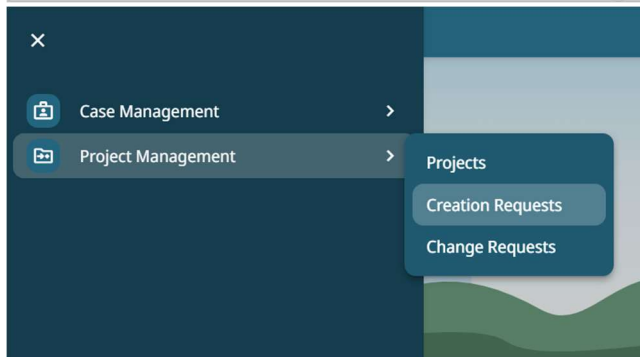 Case Management
Project Management
Projects
Creation Requests
Change Requests